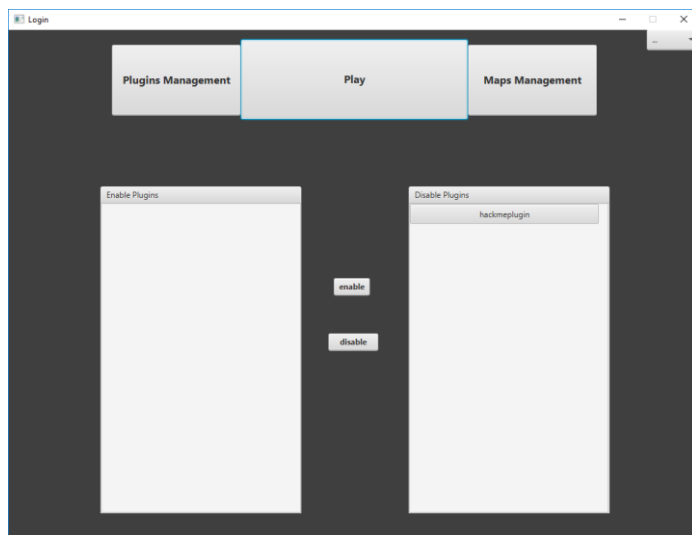 Login
_
Plugins Management
Play
Maps Management
Enable Plugins
Disable Plugins
hackmeplugin
enable
disable